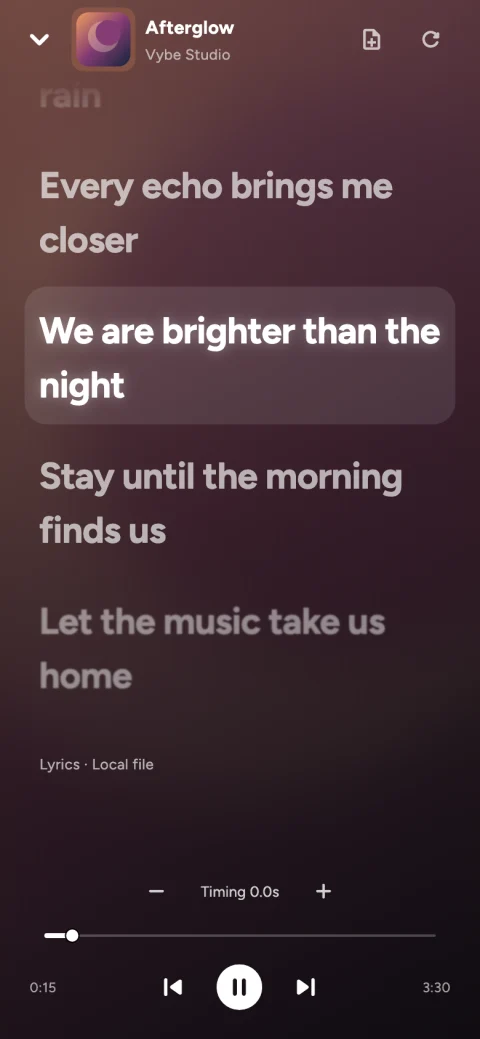 Afterglow
Vybe Studio
rain
Every echo brings me
closer
We are brighter than the
night
Stay until the morning
finds us
Let the music take us
home
Lyrics · Local file
Timing 0.0s
0:15
3:30